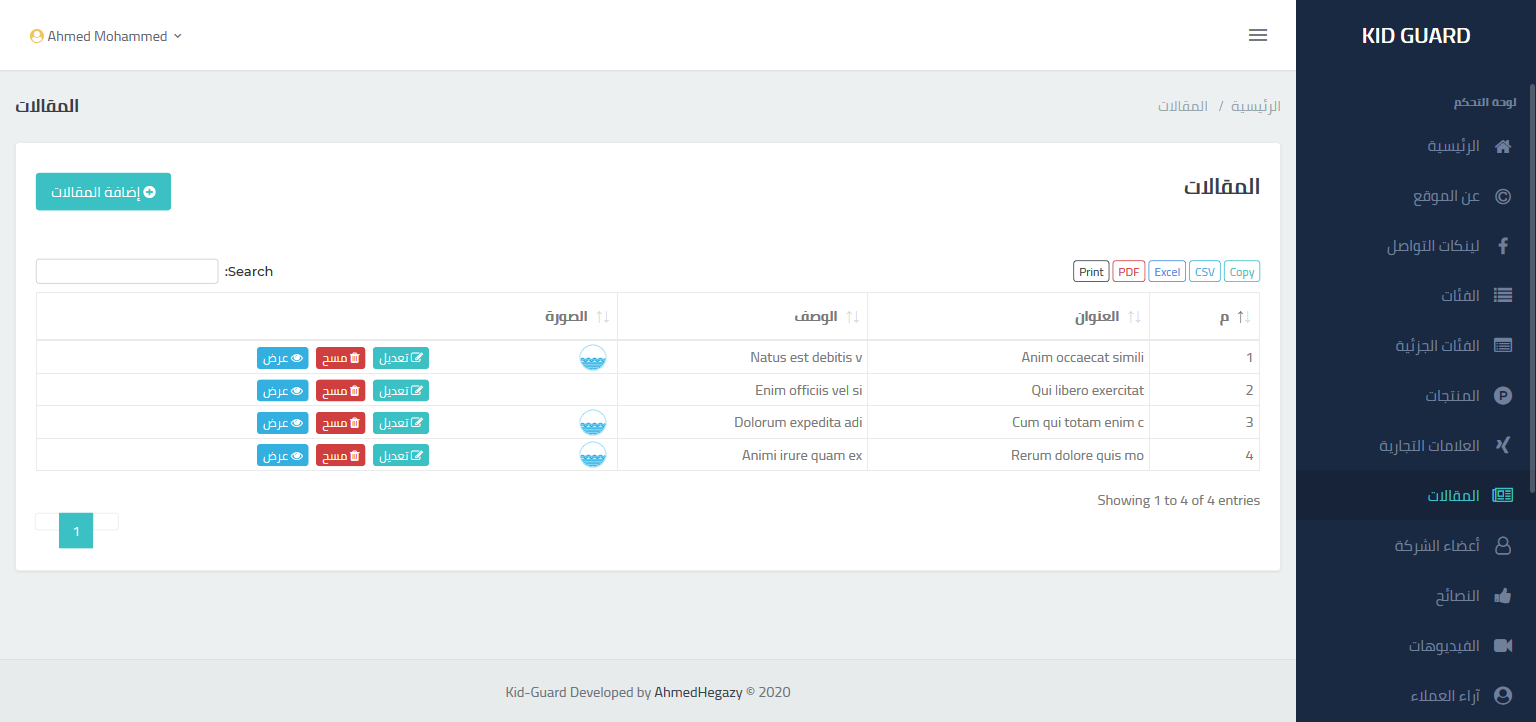 KID GUARD
Ahmed Mohammed
لوحة التحكم
الرئيسية
عن الموقع
لينكات التواصل
الفئات
الفئات الجزئية
المنتجات
العلامات التجارية
المقالات
أعضاء الشركة
النصائح
الفيديوهات
آراء العملاء
الرئيسية / المقالات
المقالات
المقالات
إضافة المقالات
Copy CSV Excel PDF Print
Search:
م العنوان الوصف الصورة
1 Anim occaecat simili Natus est debitis v تعديل مسح عرض
2 Qui libero exercitat Enim officiis vel si تعديل مسح عرض
3 Cum qui totam enim c Dolorum expedita adi تعديل مسح عرض
4 Rerum dolore quis mo Animi irure quam ex تعديل مسح عرض
Showing 1 to 4 of 4 entries
1
Kid-Guard Developed by AhmedHegazy © 2020